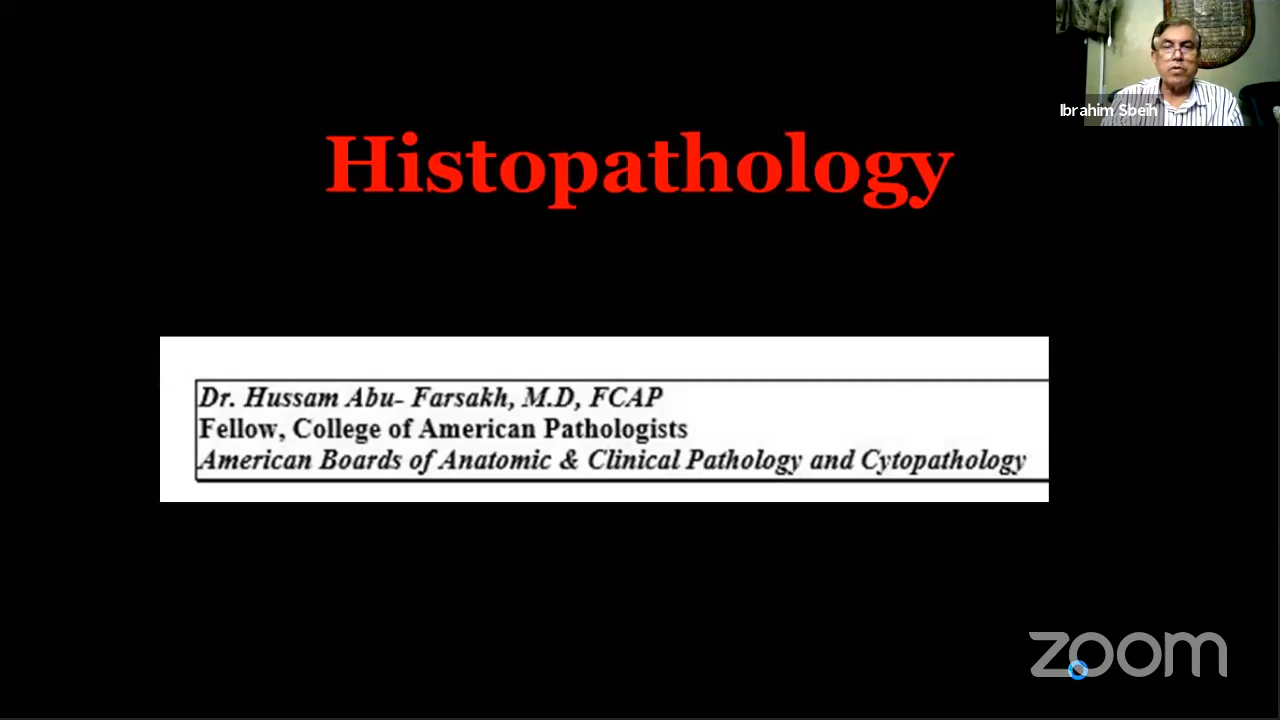 Ibrahim Sbeih
Histopathology
Dr. Hussam Abu- Farsakh, M.D, FCAP
Fellow, College of American Pathologists
American Boards of Anatomic & Clinical Pathology and Cytopathology
zoom